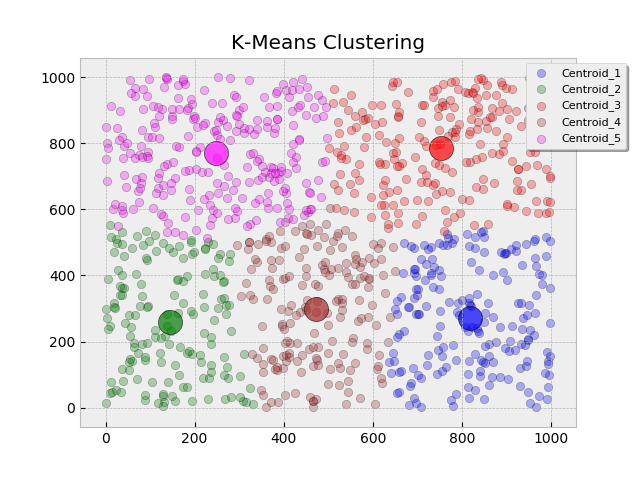 K-Means Clustering
1000
800
600
400
200
0
0 200 400 600 800 1000
Centroid_1
Centroid_2
Centroid_3
Centroid_4
Centroid_5